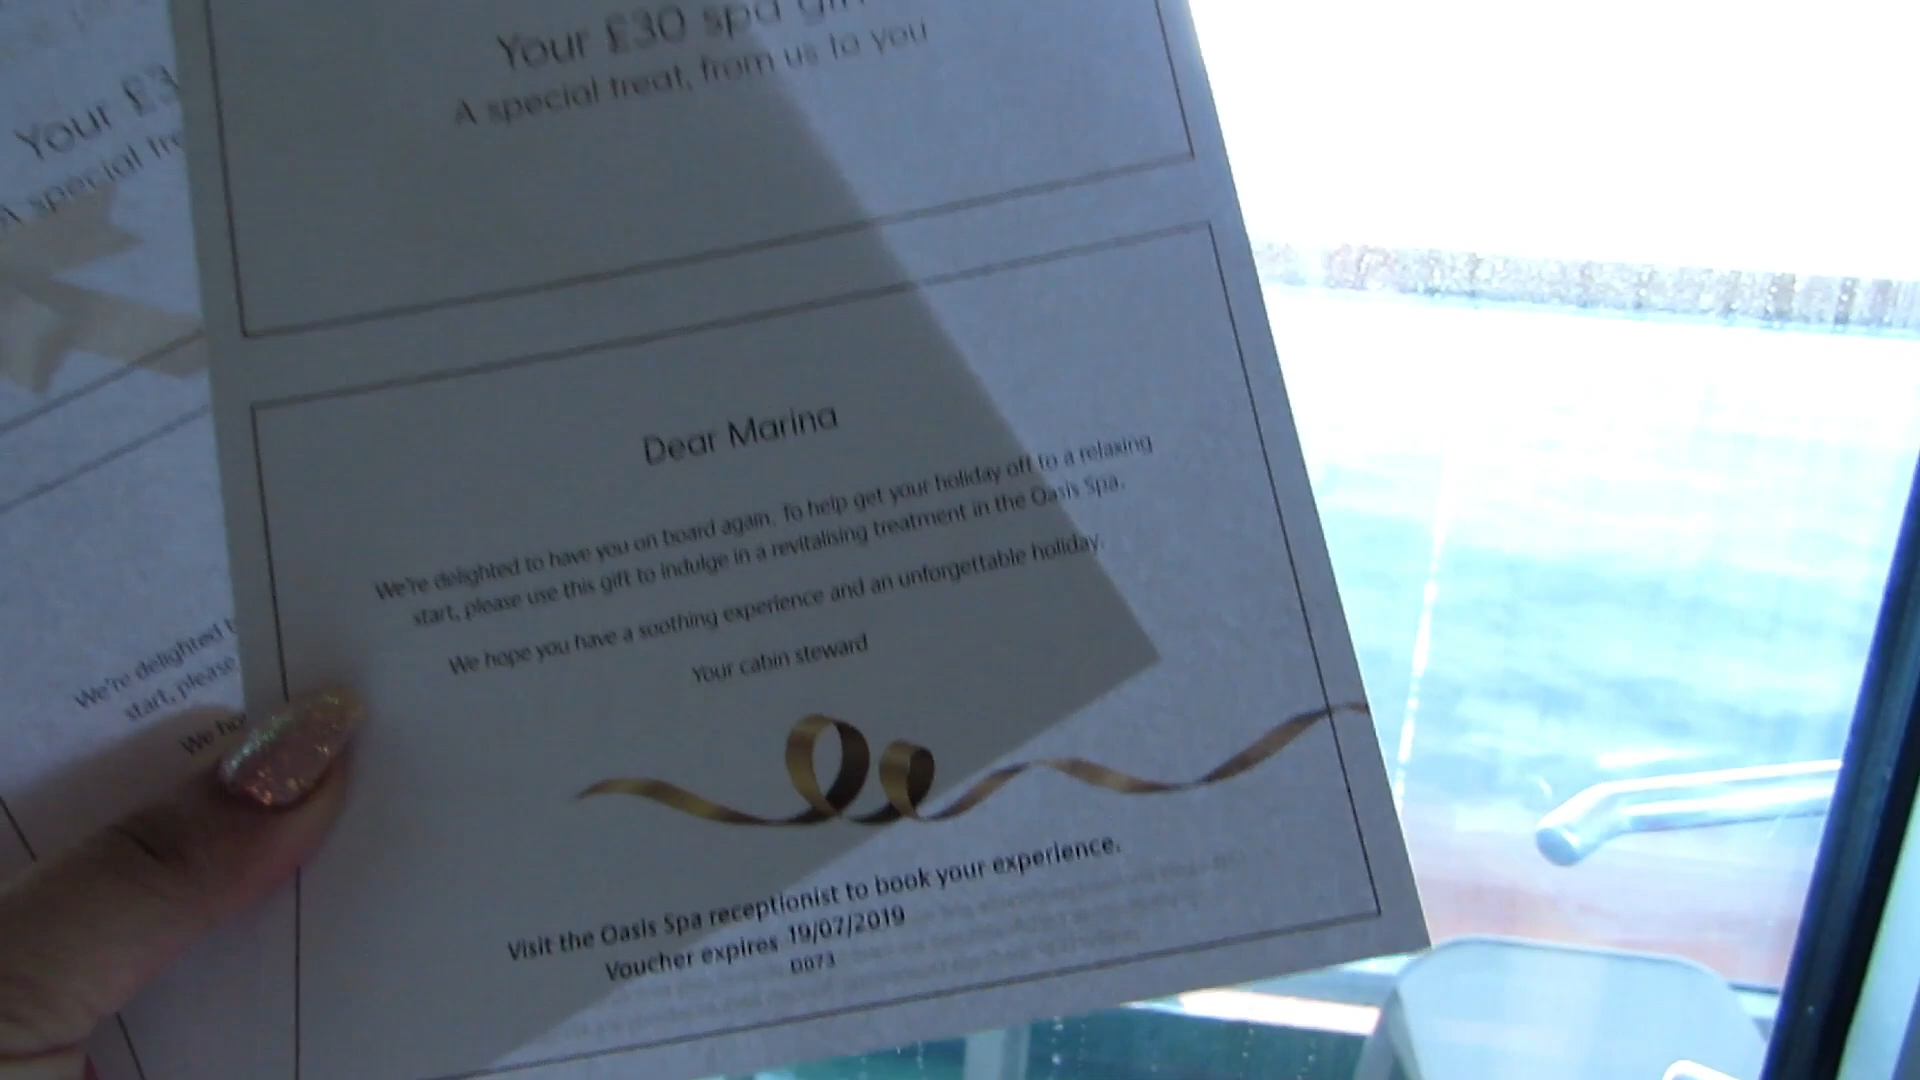 Your £30 spa
A special treat, from us to you
Dear Marina
We're delighted to have you on board again. To help get your holiday off to a relaxing
start, please use this gift to indulge in a revitalising treatment in the Oasis Spa.
We hope you have a soothing experience and an unforgettable holiday.
Your cabin steward
Visit the Oasis Spa receptionist to book your experience.
Voucher expires 19/07/2019
D073
Your £3
A special
We're delighted
start, please
We